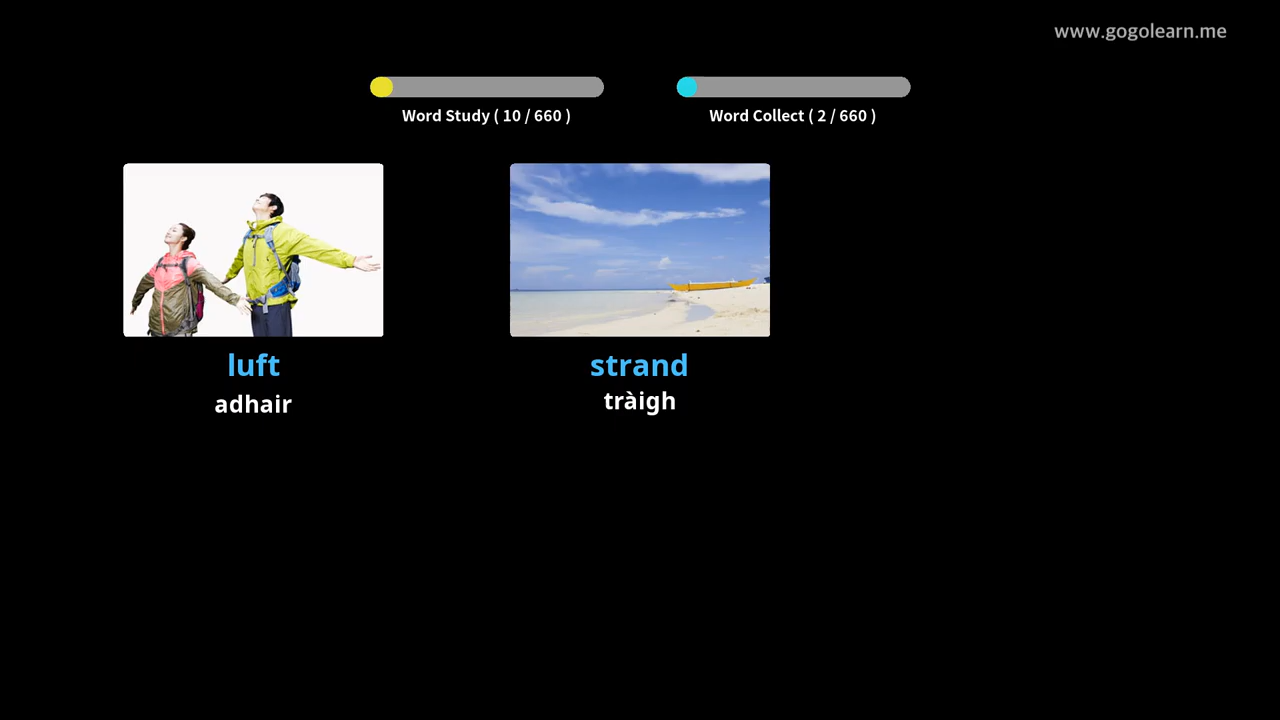 www.gogolearn.me
Word Study ( 10 / 660 )
Word Collect ( 2 / 660 )
luft
adhair
strand
tràigh